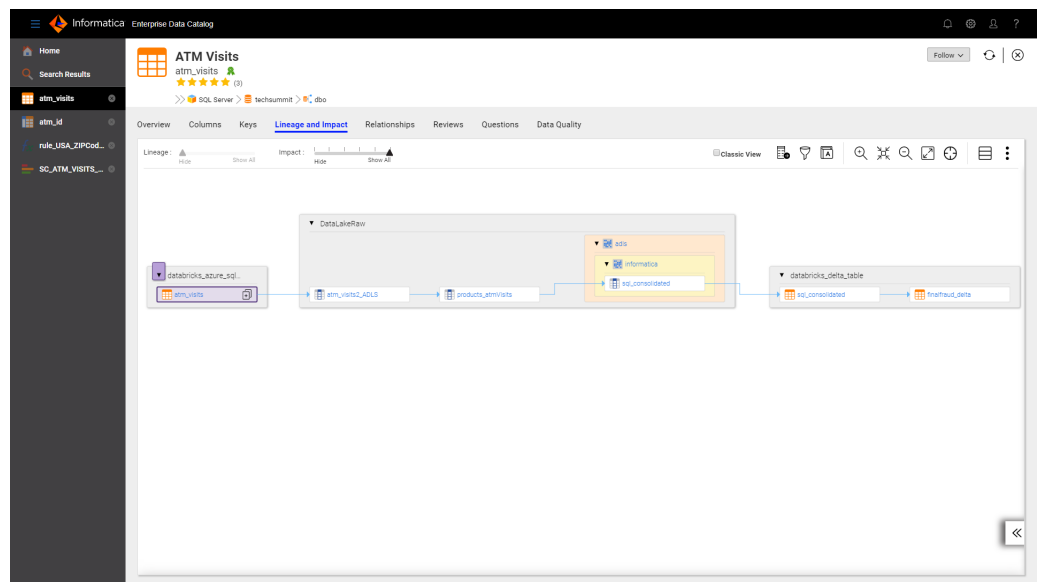 Informatica Enterprise Data Catalog
?
Home
Search Results
atm_visits
atm_id
rule_USA_ZIPCod...
SC_ATM_VISITS_...
ATM Visits
atm_visits
(3)
SQL Server > techsummit > dbo
Follow
Overview Columns Keys Lineage and Impact Relationships Reviews Questions Data Quality
Lineage: Hide Show All Impact: Hide Show All Classic View
DataLakeRaw
adls
informatica
databricks_azure_sql..
atm_visits
atm_visits2_ADLS
products_atmVisits
sql_consolidated
databricks_delta_table
sql_consolidated
finalfraud_delta